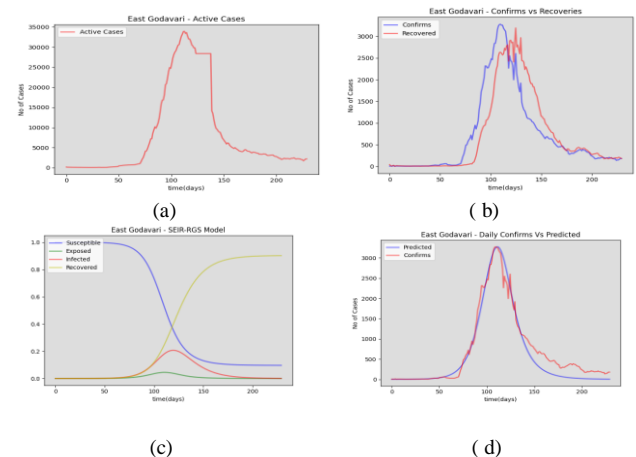 East Godavari - Active Cases
Active Cases
No of Cases
35000
30000
25000
20000
15000
10000
5000
0
0 50 100 150 200
time(days)
(a)
East Godavari - Confirms vs Recoveries
Confirms
Recovered
No of Cases
3000
2500
2000
1500
1000
500
0
0 50 100 150 200
time(days)
( b)
East Godavari - SEIR-RGS Model
Susceptible
Exposed
Infected
Recovered
1.0
0.8
0.6
0.4
0.2
0.0
0 50 100 150 200
time(days)
(c)
East Godavari - Daily Confirms Vs Predicted
Predicted
Confirms
No of Cases
3000
2500
2000
1500
1000
500
0
0 50 100 150 200
time(days)
( d)